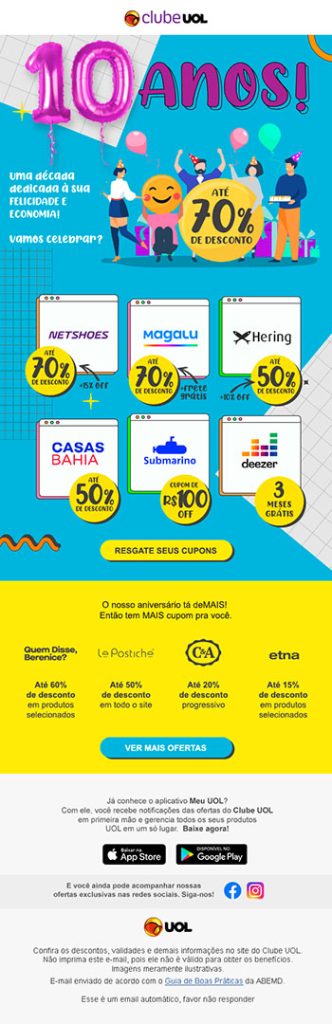 clube UOL
10 ANOS!
Uma década
dedicada à sua
FELICIDADE E
ECONOMIA!
Vamos celebrar?
ATÉ
70%
DE DESCONTO
NETSHOES
ATÉ
70%
DE DESCONTO
+15% OFF
MAGALU
ATÉ
70%
DE DESCONTO
+FRETE
GRÁTIS
Hering
ATÉ
50%
DE DESCONTO
+10% OFF
CASAS
BAHIA
ATÉ
50%
DE DESCONTO
Submarino
CUPOM DE
R$100
OFF
deezer
3
MESES
GRÁTIS
RESGATE SEUS CUPONS
O nosso aniversário tá deMAIS!
Então tem MAIS cupom pra você.
Quem Disse,
Berenice?
Le Postiche
C&A
etna
Até 60%
de desconto
em produtos
selecionados
Até 50%
de desconto
em todo o site
Até 20%
de desconto
progressivo
Até 15%
de desconto
em produtos
selecionados
VER MAIS OFERTAS
Já conhece o aplicativo Meu UOL?
Com ele, você recebe notificações das ofertas do Clube UOL
em primeira mão e gerencia todos os seus produtos
UOL em um só lugar. Baixe agora!
Baixar na
App Store
DISPONÍVEL NO
Google Play
E você ainda pode acompanhar nossas
ofertas exclusivas nas redes sociais. Siga-nos!
UOL
Confira os descontos, validades e demais informações no site do Clube UOL.
Não imprima este e-mail, pois ele não é válido para obter os benefícios.
Imagens meramente ilustrativas.
E-mail enviado de acordo com o Guia de Boas Práticas da ABEMD.
Esse é um email automático, favor não responder